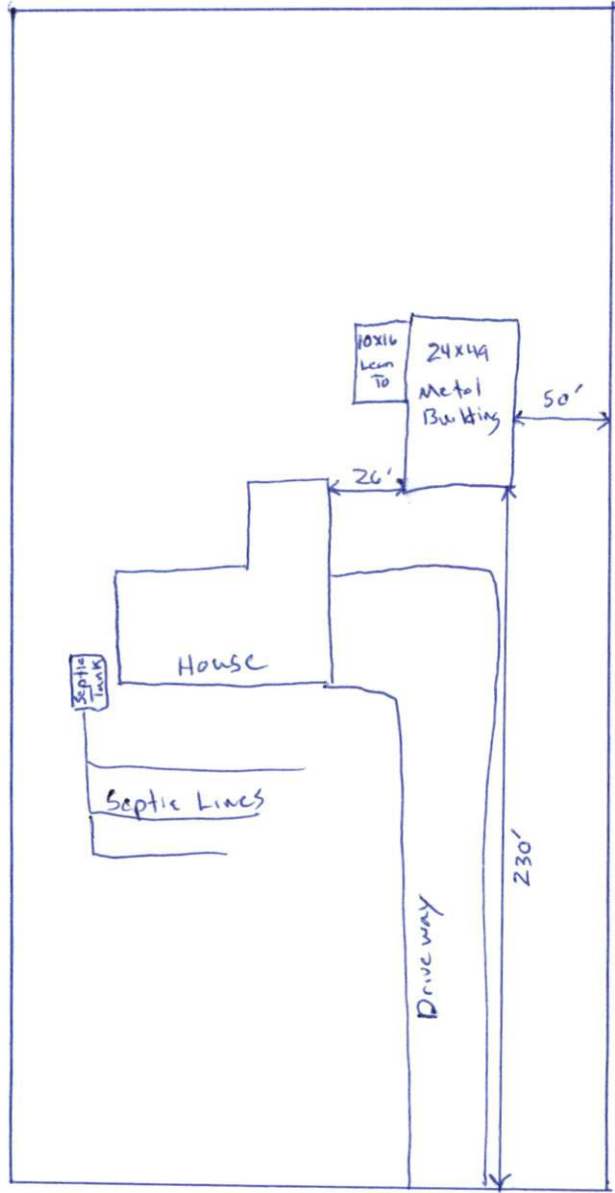 10x16
Lean
To
24x49
Metal
Building
50'
26'
House
Septic
Tank
Septic Lines
230'
Driveway